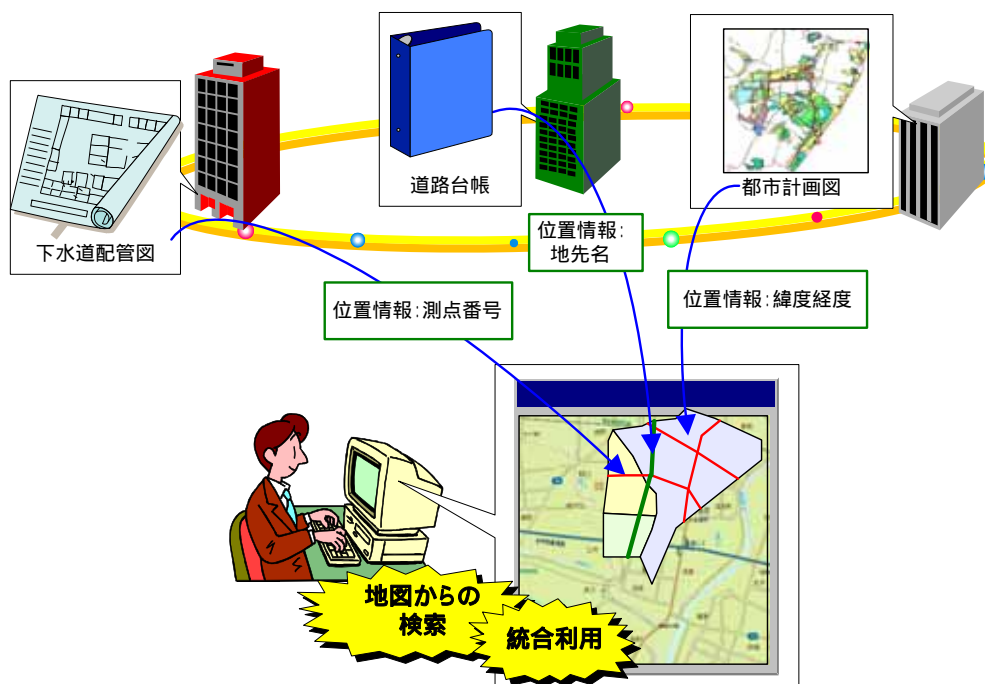 道路台帳
都市計画図
下水道配管図
位置情報：
地先名
位置情報：測点番号
位置情報：緯度経度
地図からの
検索
統合利用